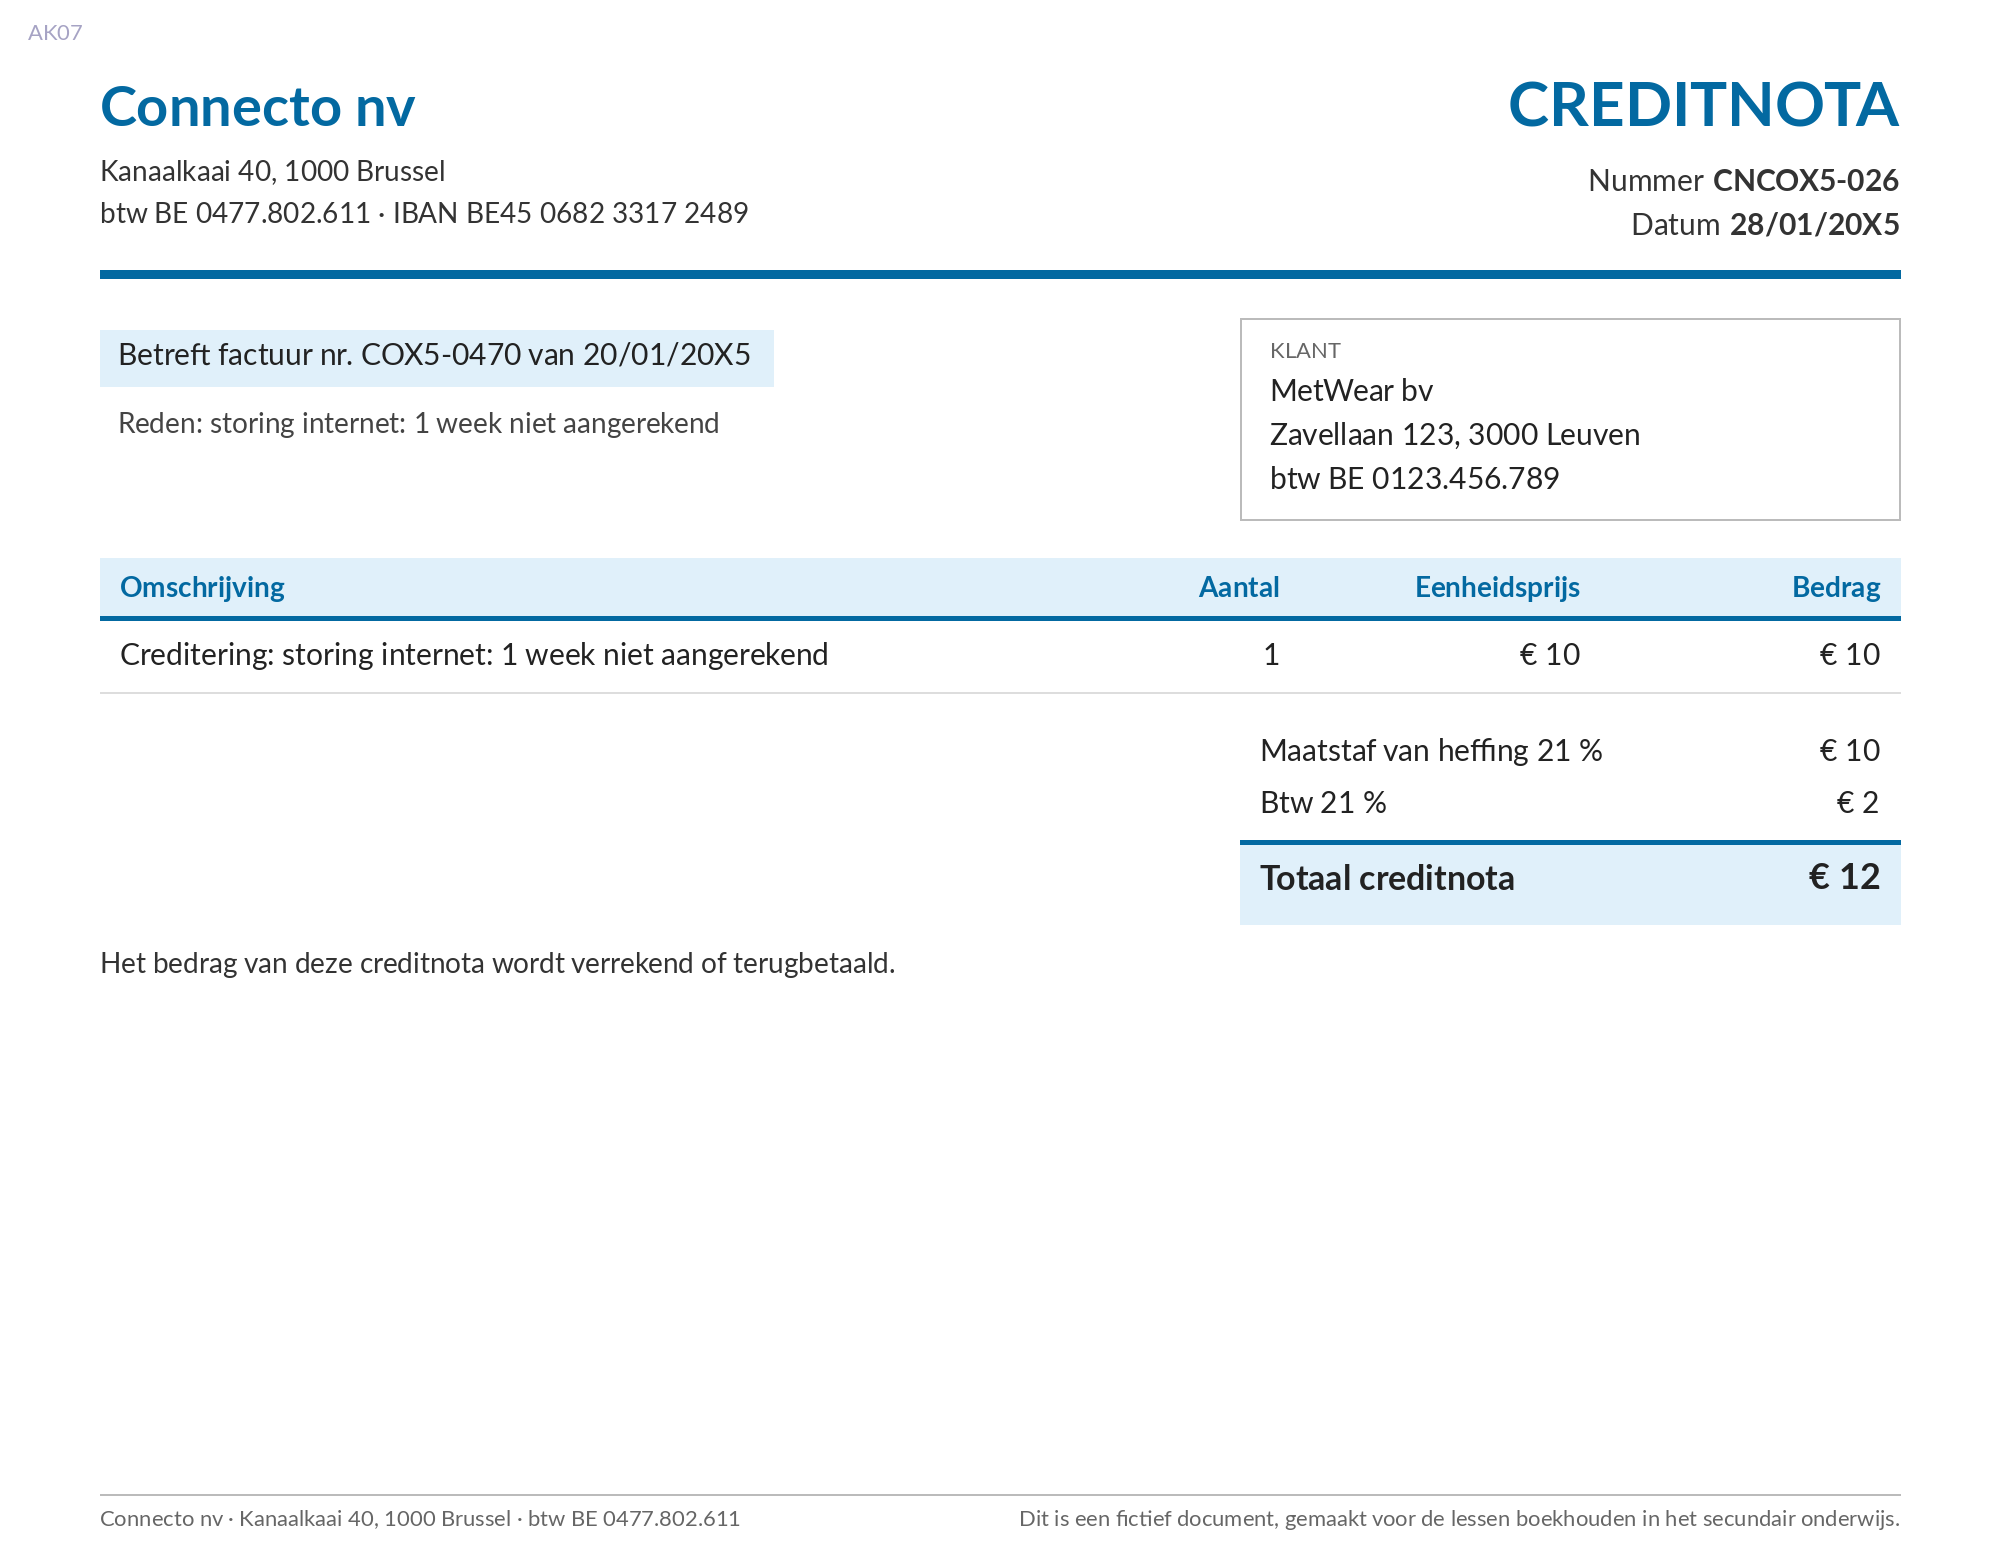 AK07
Connecto nv
Kanaalkaai 40, 1000 Brussel
btw BE 0477.802.611 · IBAN BE45 0682 3317 2489
CREDITNOTA
Nummer CNCOX5-026
Datum 28/01/20X5
Betreft factuur nr. COX5-0470 van 20/01/20X5
Reden: storing internet: 1 week niet aangerekend
KLANT
MetWear bv
Zavellaan 123, 3000 Leuven
btw BE 0123.456.789
Omschrijving Aantal Eenheidsprijs Bedrag
Creditering: storing internet: 1 week niet aangerekend 1 € 10 € 10
Maatstaf van heffing 21 % € 10
Btw 21 % € 2
Totaal creditnota € 12
Het bedrag van deze creditnota wordt verrekend of terugbetaald.
Connecto nv · Kanaalkaai 40, 1000 Brussel · btw BE 0477.802.611
Dit is een fictief document, gemaakt voor de lessen boekhouden in het secundair onderwijs.